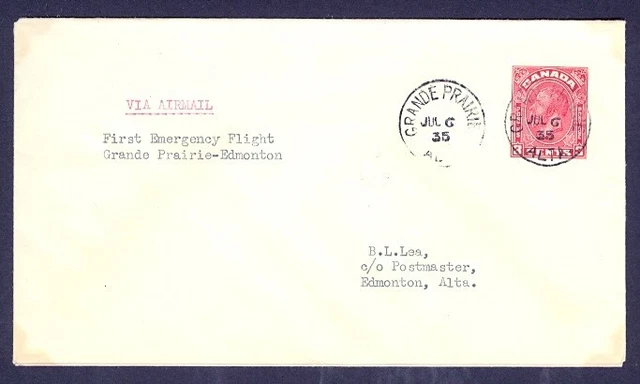 VIA AIRMAIL
First Emergency Flight
Grande Prairie-Edmonton
GRANDE PRAIRIE
JUL 6
35
CANADA
JUL 6
35
ALTA
B.L.Lea,
c/o Postmaster,
Edmonton, Alta.